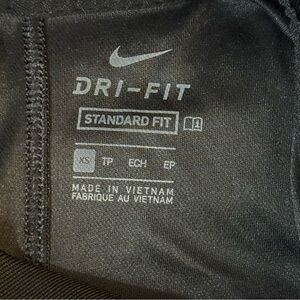 DRI-FIT
STANDARD FIT
XS TP ECH EP
MADE IN VIETNAM
FABRIQUE AU VIETNAM